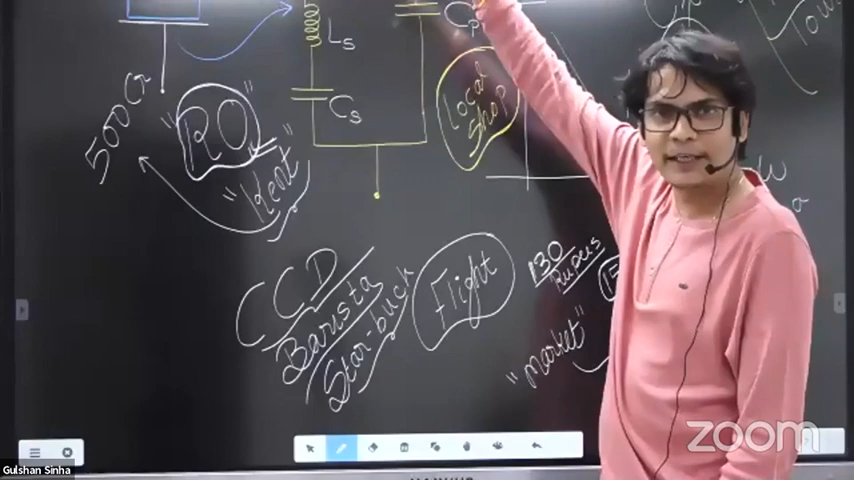 Ls
Cp
Cs
Local
Shop
500 Cr
"RO"
"Kent"
CCD
Barista
Star-buck
Flight
130
Rupees
"market"
zoom
Gulshan Sinha